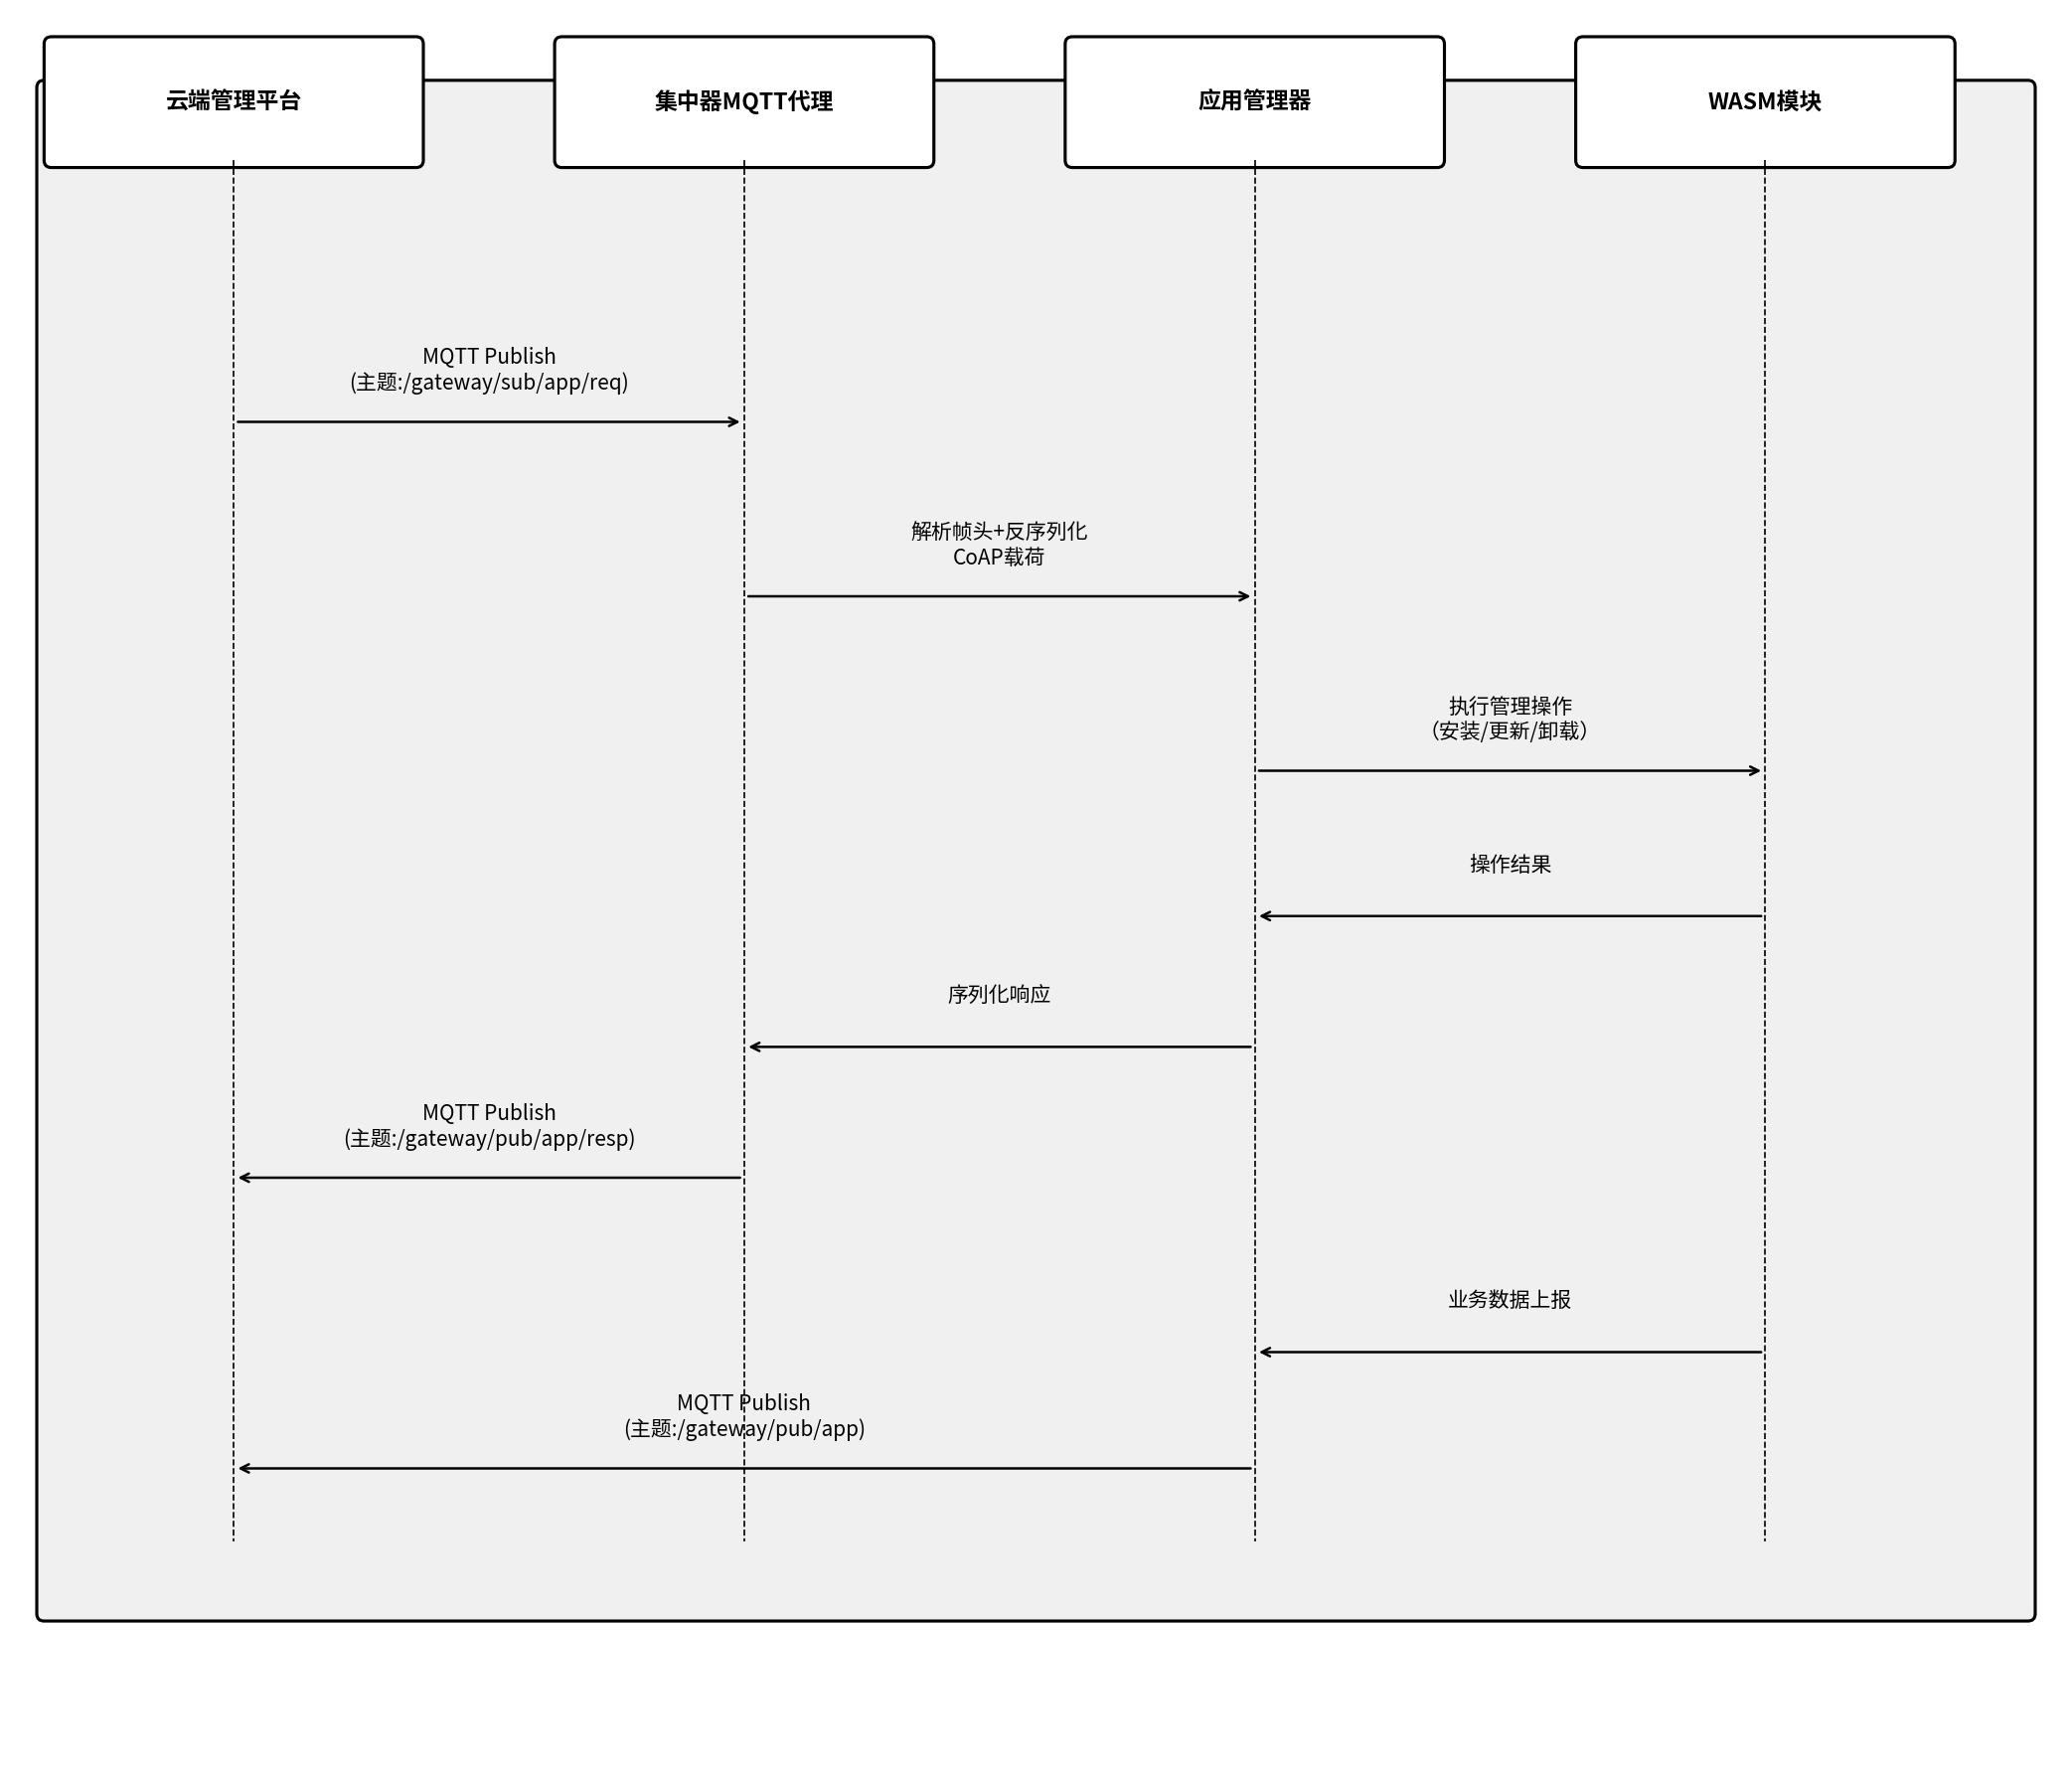 云端管理平台
集中器MQTT代理
应用管理器
WASM模块
MQTT Publish
(主题:/gateway/sub/app/req)
解析帧头+反序列化
CoAP载荷
执行管理操作
（安装/更新/卸载）
操作结果
序列化响应
MQTT Publish
(主题:/gateway/pub/app/resp)
业务数据上报
MQTT Publish
(主题:/gateway/pub/app)